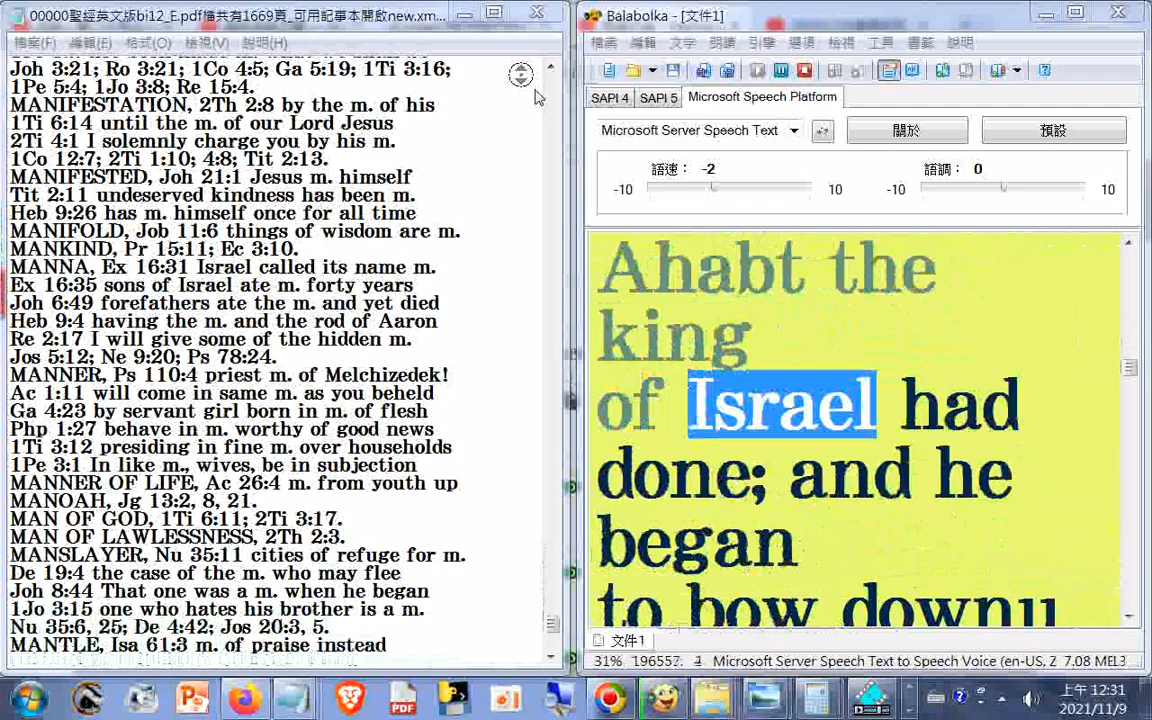 00000聖經英文版bi12_E.pdf檔共有1669頁_可用記事本開啟new.xm...
檔案(F) 編輯(E) 格式(O) 檢視(V) 說明(H)
Joh 3:21; Ro 3:21; 1Co 4:5; Ga 5:19; 1Ti 3:16;
1Pe 5:4; 1Jo 3:8; Re 15:4.
MANIFESTATION, 2Th 2:8 by the m. of his
1Ti 6:14 until the m. of our Lord Jesus
2Ti 4:1 I solemnly charge you by his m.
1Co 12:7; 2Ti 1:10; 4:8; Tit 2:13.
MANIFESTED, Joh 21:1 Jesus m. himself
Tit 2:11 undeserved kindness has been m.
Heb 9:26 has m. himself once for all time
MANIFOLD, Job 11:6 things of wisdom are m.
MANKIND, Pr 15:11; Ec 3:10.
MANNA, Ex 16:31 Israel called its name m.
Ex 16:35 sons of Israel ate m. forty years
Joh 6:49 forefathers ate the m. and yet died
Heb 9:4 having the m. and the rod of Aaron
Re 2:17 I will give some of the hidden m.
Jos 5:12; Ne 9:20; Ps 78:24.
MANNER, Ps 110:4 priest m. of Melchizedek!
Ac 1:11 will come in same m. as you beheld
Ga 4:23 by servant girl born in m. of flesh
Php 1:27 behave in m. worthy of good news
1Ti 3:12 presiding in fine m. over households
1Pe 3:1 In like m., wives, be in subjection
MANNER OF LIFE, Ac 26:4 m. from youth up
MANOAH, Jg 13:2, 8, 21.
MAN OF GOD, 1Ti 6:11; 2Ti 3:17.
MAN OF LAWLESSNESS, 2Th 2:3.
MANSLAYER, Nu 35:11 cities of refuge for m.
De 19:4 the case of the m. who may flee
Joh 8:44 That one was a m. when he began
1Jo 3:15 one who hates his brother is a m.
Nu 35:6, 25; De 4:42; Jos 20:3, 5.
MANTLE, Isa 61:3 m. of praise instead
Balabolka - [文件1]
檔案 編輯 文字 朗讀 引擎 選項 檢視 工具 書籤 說明
SAPI 4 SAPI 5 Microsoft Speech Platform
Microsoft Server Speech Text 關於 預設
語速： -2 語調： 0
-10 10 -10 10
Ahabt the
king
of Israel had
done; and he
began
to bow downu
文件1
31% 196557. 4 Microsoft Server Speech Text to Speech Voice (en-US, Z 7.08 MEL3
PDF
上午 12:31
2021/11/9